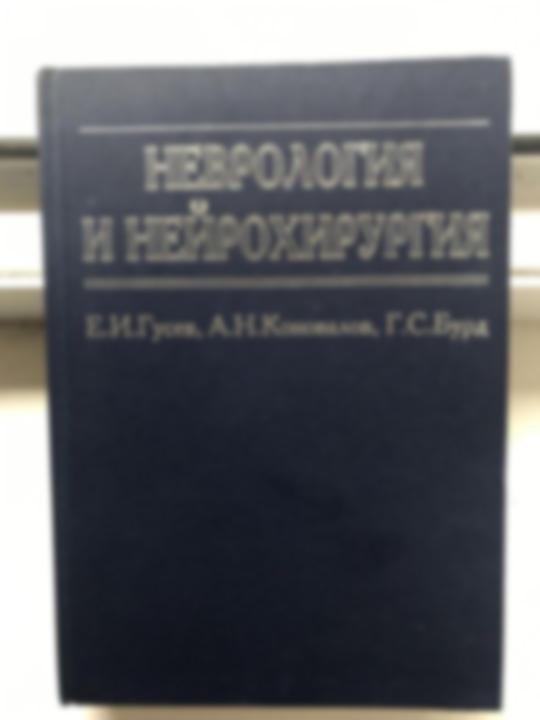 НЕВРОЛОГИЯ
И НЕЙРОХИРУРГИЯ
Е.И.Гусев, А.Н.Коновалов, Г.С.Бурд